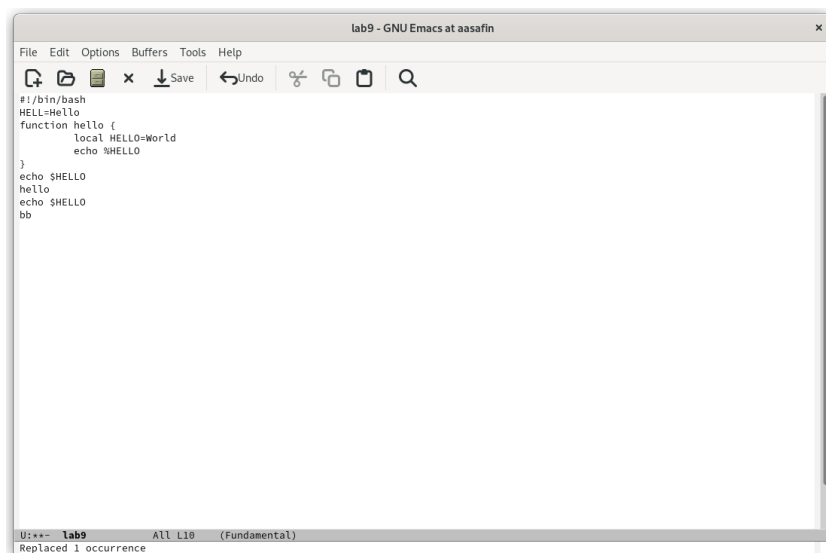 lab9 - GNU Emacs at aasafin
File Edit Options Buffers Tools Help
Save Undo
#!/bin/bash
HELL=Hello
function hello {
        local HELLO=World
        echo %HELLO
}
echo $HELLO
hello
echo $HELLO
bb
U:**-  lab9           All L10    (Fundamental)
Replaced 1 occurrence